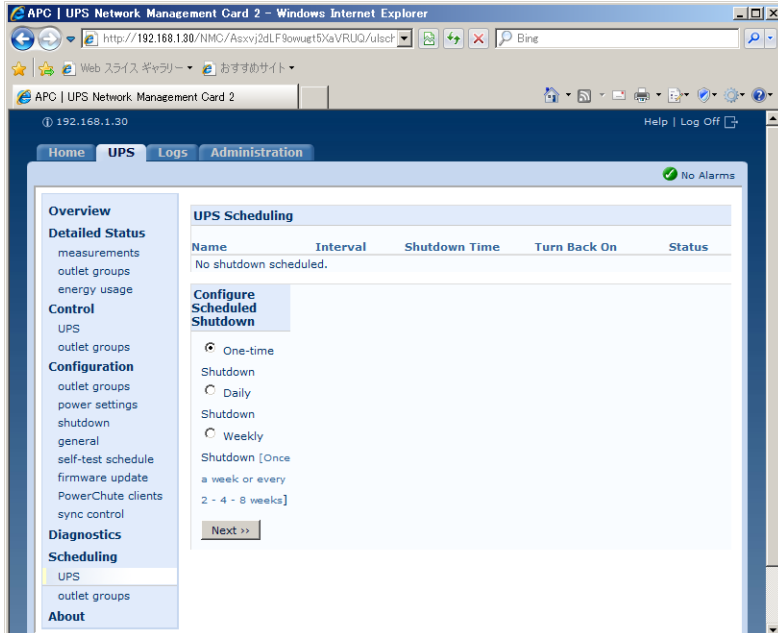 APC | UPS Network Management Card 2 - Windows Internet Explorer
http://192.168.1.30/NMC/Asxvj2dLF9owugt5XaVRUQ/ulsch
Bing
Web スライス ギャラリー
おすすめサイト
APC | UPS Network Management Card 2
192.168.1.30
Help | Log Off
Home UPS Logs Administration
No Alarms
Overview
Detailed Status
measurements
outlet groups
energy usage
Control
UPS
outlet groups
Configuration
outlet groups
power settings
shutdown
general
self-test schedule
firmware update
PowerChute clients
sync control
Diagnostics
Scheduling
UPS
outlet groups
About
UPS Scheduling
Name Interval Shutdown Time Turn Back On Status
No shutdown scheduled.
Configure
Scheduled
Shutdown
One-time
Shutdown
Daily
Shutdown
Weekly
Shutdown [Once
a week or every
2 - 4 - 8 weeks]
Next >>